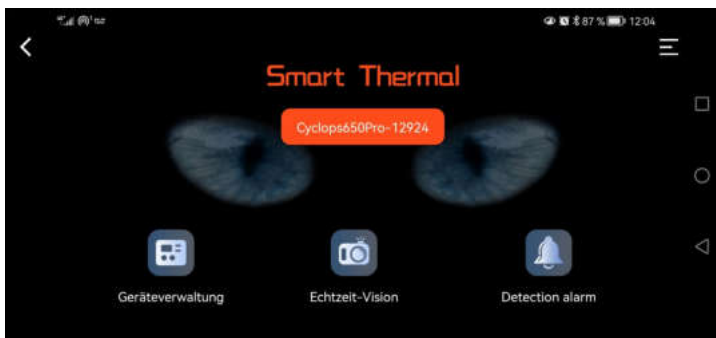 87 % 12:04
Smart Thermal
Cyclops650Pro-12924
Geräteverwaltung
Echtzeit-Vision
Detection alarm